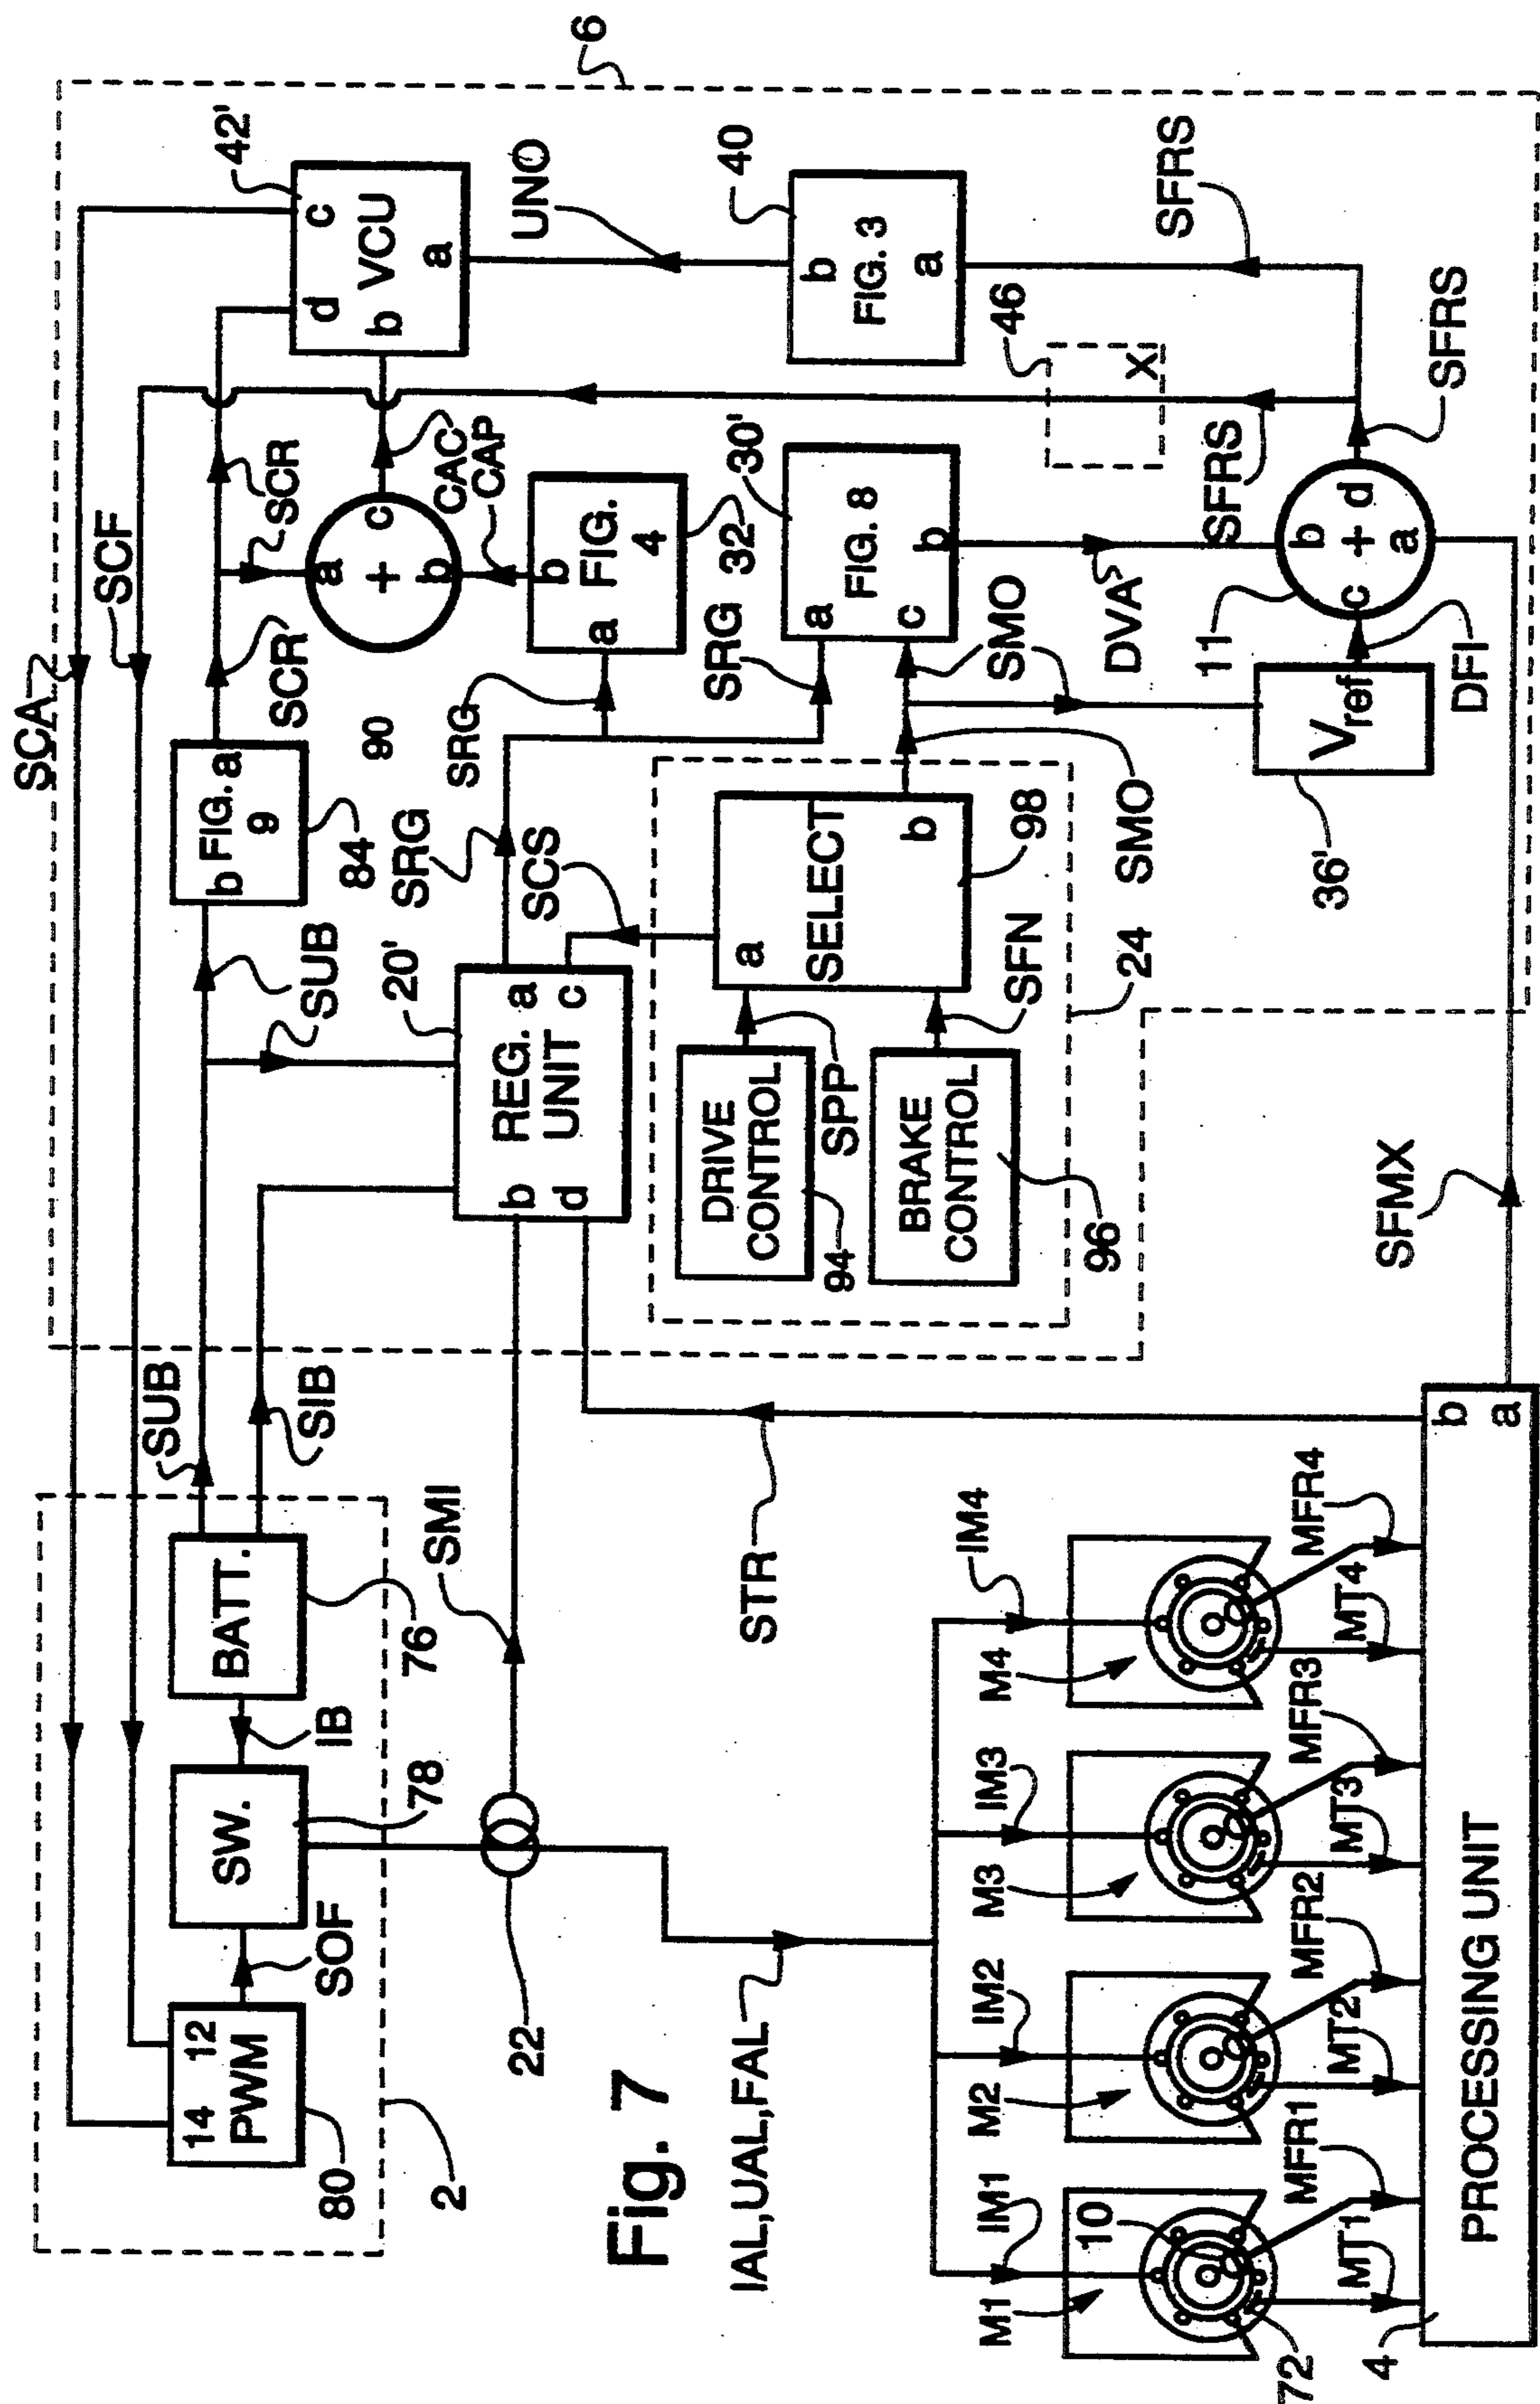 SCA
SCF
SUB
SIB
BATT.
76
IB
SW.
78
SOF
14 12
PWM
80
2
SMI
22
Fig. 7
IAL,UAL,FAL
STR
SUB
SUB
b FIG. a
9
84
SCR
SCR
90
a
+
b
c
CAC
CAP
d
c
VCU
b
a
42'
6
UNO
40
b
FIG. 3
a
SFRS
46
X
SFRS
SFRS
b
FIG.
4
a
32
30'
a
FIG. 8
c
b
SRG
SRG
SRG
20'
REG.
UNIT
a
c
b
d
SCS
a
SELECT
b
98
DRIVE
CONTROL
94
SPP
BRAKE
CONTROL
96
SFN
24
SMO
SMO
DVA
11
b
c + d
a
Vref
36'
DFI
SFMX
M1
IM1
10
72
MT1
MFR1
M2
IM2
MT2
MFR2
M3
IM3
MT3
MFR3
M4
IM4
MT4
MFR4
PROCESSING UNIT
b
a
4